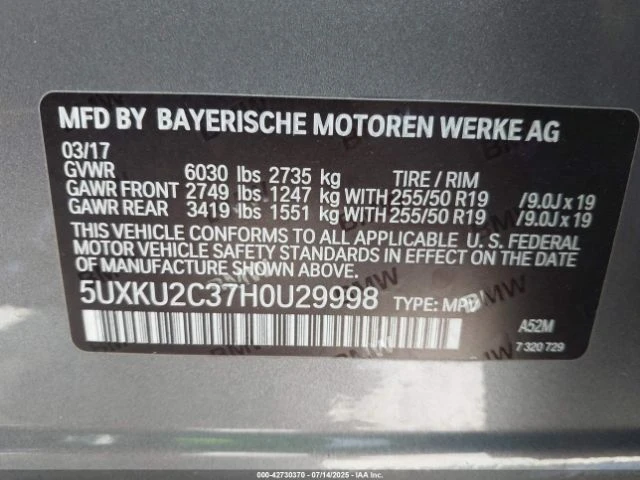 MFD BY BAYERISCHE MOTOREN WERKE AG
03/17
GVWR 6030 lbs 2735 kg TIRE / RIM
GAWR FRONT 2749 lbs 1247 kg WITH 255/50 R19 /9.0J x 19
GAWR REAR 3419 lbs 1551 kg WITH 255/50 R19 /9.0J x 19
THIS VEHICLE CONFORMS TO ALL APPLICABLE U. S. FEDERAL
MOTOR VEHICLE SAFETY STANDARDS IN EFFECT ON THE DATE
OF MANUFACTURE SHOWN ABOVE.
5UXKU2C37H0U29998 TYPE: MPV
A52M
7 320 729
000-42730370 - 07/14/2025 - IAAI.COM